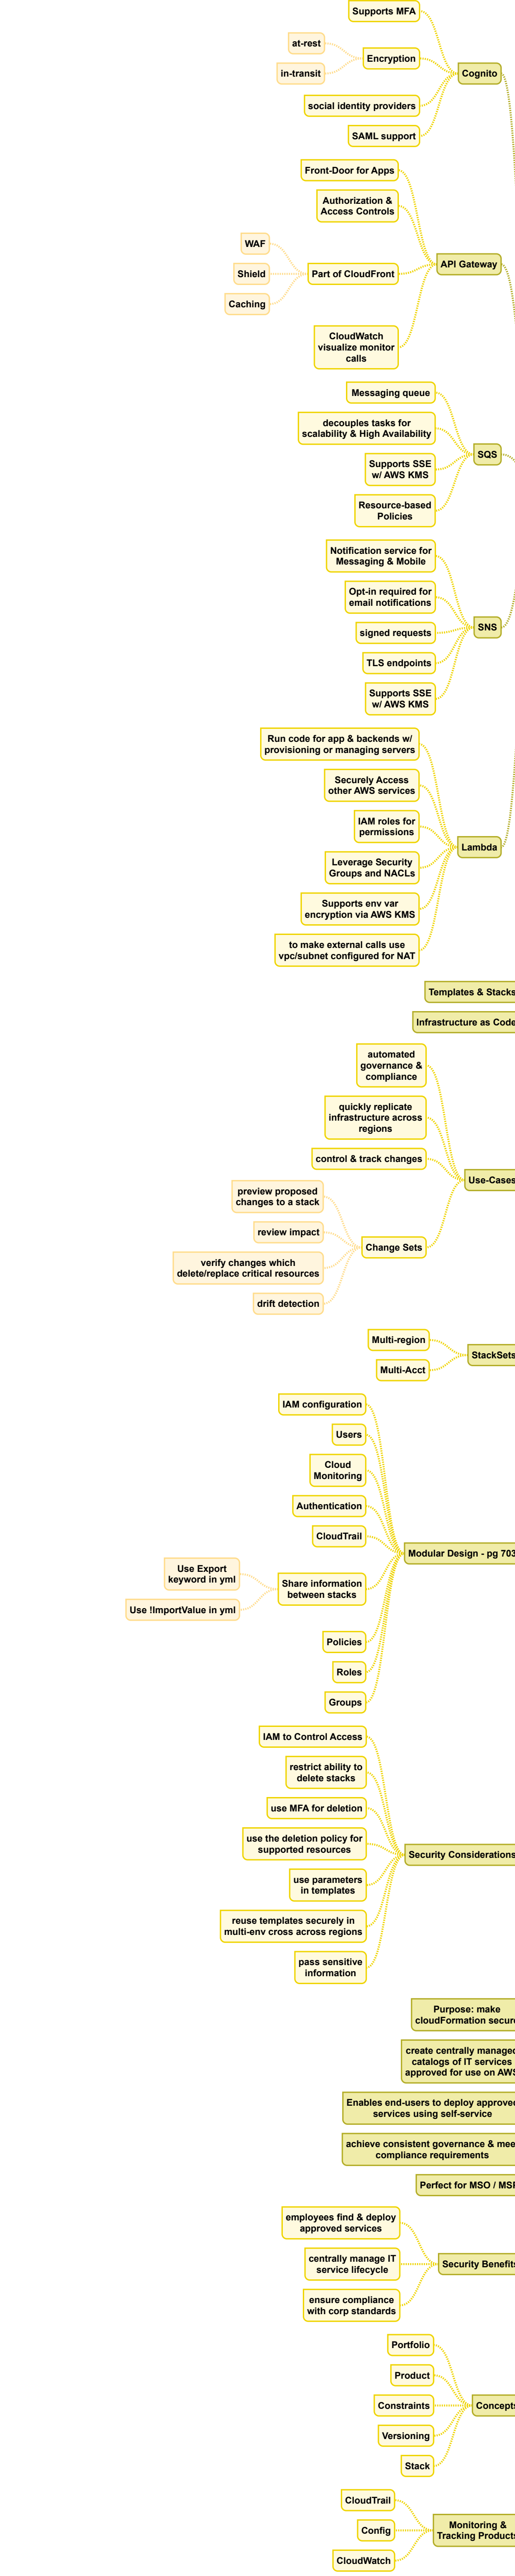 Supports MFA
at-rest
in-transit
Encryption
social identity providers
SAML support
Cognito
Front-Door for Apps
Authorization &
Access Controls
WAF
Shield
Caching
Part of CloudFront
CloudWatch
visualize monitor
calls
API Gateway
Messaging queue
decouples tasks for
scalability & High Availability
Supports SSE
w/ AWS KMS
Resource-based
Policies
SQS
Notification service for
Messaging & Mobile
Opt-in required for
email notifications
signed requests
TLS endpoints
Supports SSE
w/ AWS KMS
SNS
Run code for app & backends w/
provisioning or managing servers
Securely Access
other AWS services
IAM roles for
permissions
Leverage Security
Groups and NACLs
Supports env var
encryption via AWS KMS
to make external calls use
vpc/subnet configured for NAT
Lambda
Templates & Stacks
Infrastructure as Code
automated
governance &
compliance
quickly replicate
infrastructure across
regions
control & track changes
preview proposed
changes to a stack
review impact
verify changes which
delete/replace critical resources
drift detection
Change Sets
Use-Cases
Multi-region
Multi-Acct
StackSets
IAM configuration
Users
Cloud
Monitoring
Authentication
CloudTrail
Use Export
keyword in yml
Use !ImportValue in yml
Share information
between stacks
Policies
Roles
Groups
Modular Design - pg 703
IAM to Control Access
restrict ability to
delete stacks
use MFA for deletion
use the deletion policy for
supported resources
use parameters
in templates
reuse templates securely in
multi-env cross across regions
pass sensitive
information
Security Considerations
Purpose: make
cloudFormation secure
create centrally managed
catalogs of IT services
approved for use on AWS
Enables end-users to deploy approved
services using self-service
achieve consistent governance & mee
compliance requirements
Perfect for MSO / MSP
employees find & deploy
approved services
centrally manage IT
service lifecycle
ensure compliance
with corp standards
Security Benefits
Portfolio
Product
Constraints
Versioning
Stack
Concepts
CloudTrail
Config
CloudWatch
Monitoring &
Tracking Products